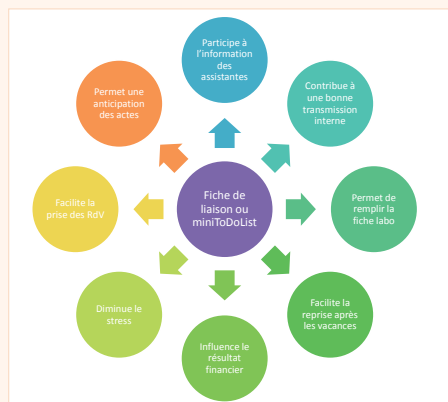 Participe à
l'information
des
assistantes
Contribue à
une bonne
transmission
interne
Permet de
remplir la
fiche labo
Facilite la
reprise après
les vacances
Influence le
résultat
financier
Diminue le
stress
Facilite la
prise des RdV
Permet une
anticipation
des actes
Fiche de
liaison ou
miniToDoList